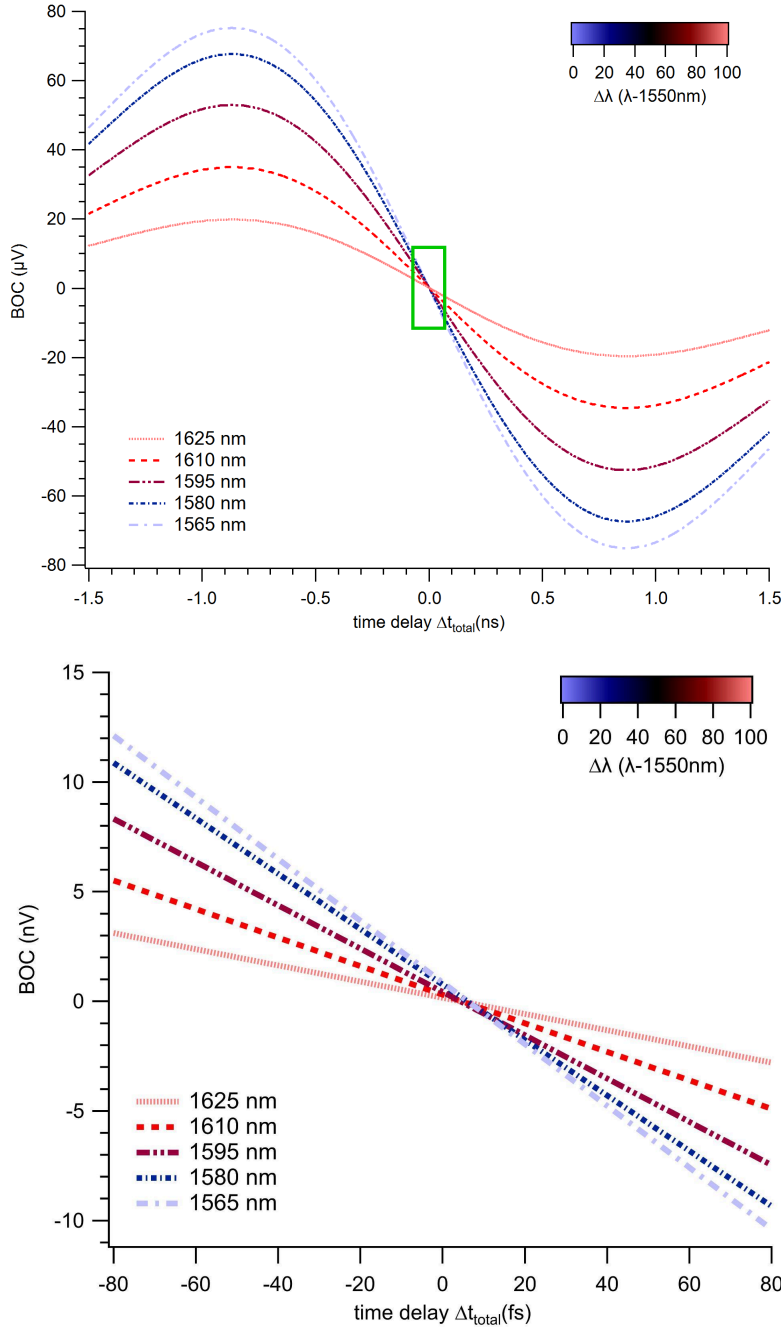 80
60
40
20
0
-20
-40
-60
-80
BOC (µV)
0 20 40 60 80 100
Δλ (λ-1550nm)
1625 nm
1610 nm
1595 nm
1580 nm
1565 nm
-1.5 -1.0 -0.5 0.0 0.5 1.0 1.5
time delay Δt_total(ns)
15
10
5
0
-5
-10
BOC (nV)
0 20 40 60 80 100
Δλ (λ-1550nm)
1625 nm
1610 nm
1595 nm
1580 nm
1565 nm
-80 -60 -40 -20 0 20 40 60 80
time delay Δt_total(fs)